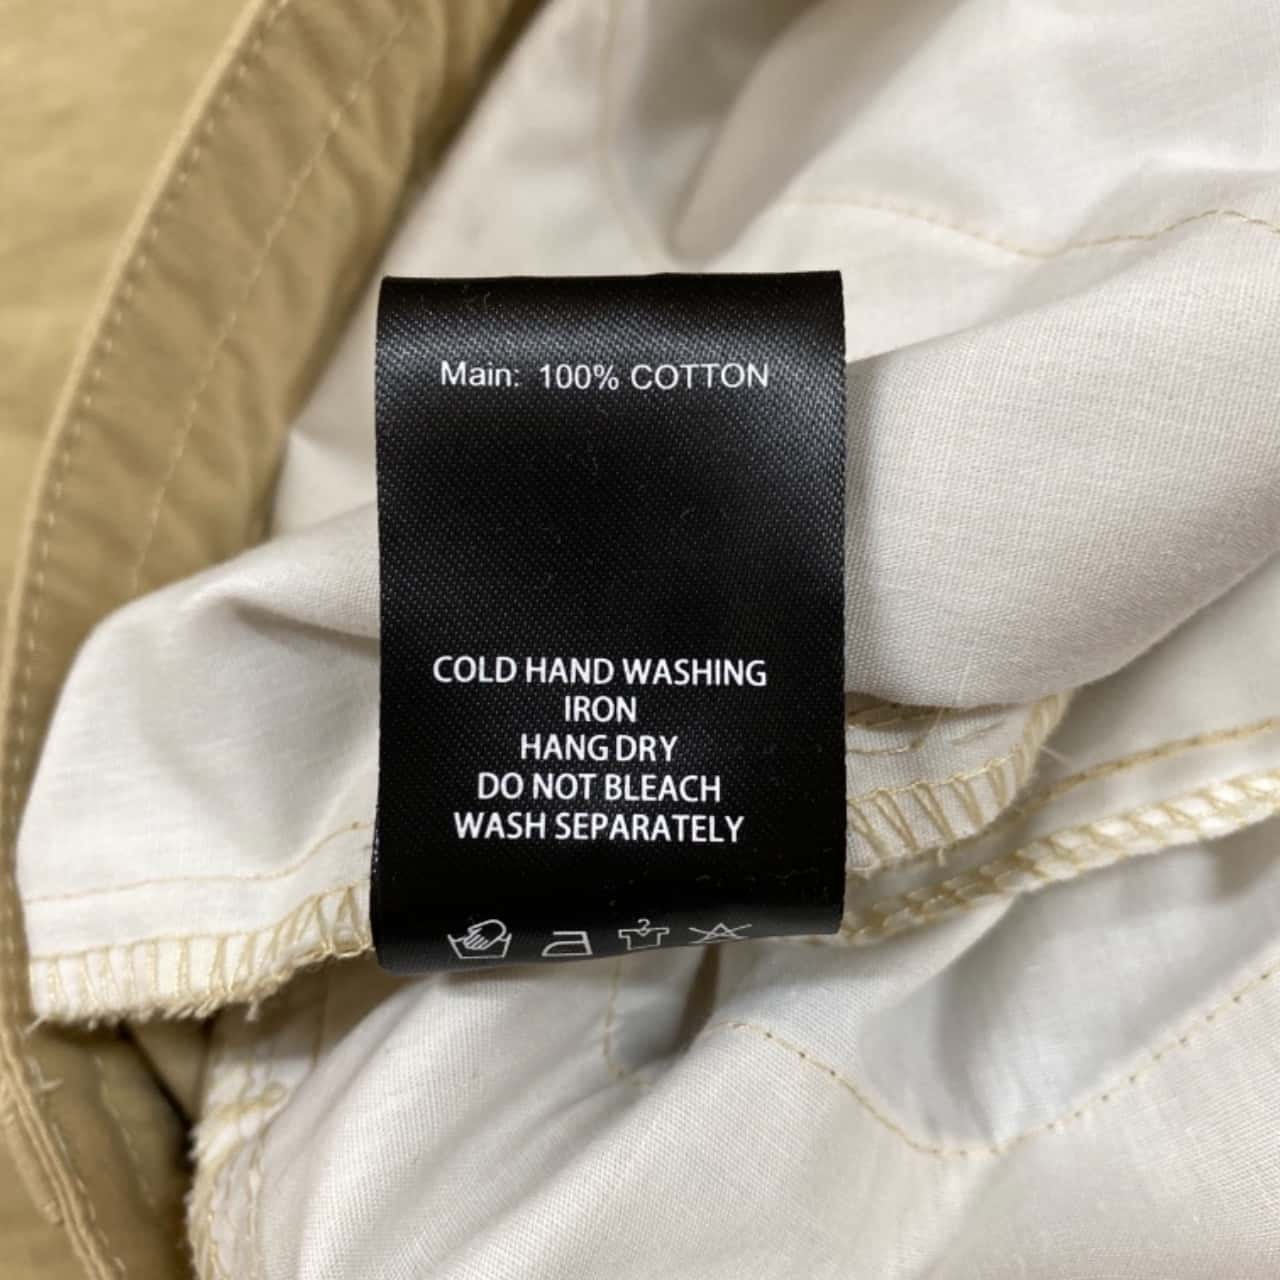 Main: 100% COTTON
COLD HAND WASHING
IRON
HANG DRY
DO NOT BLEACH
WASH SEPARATELY